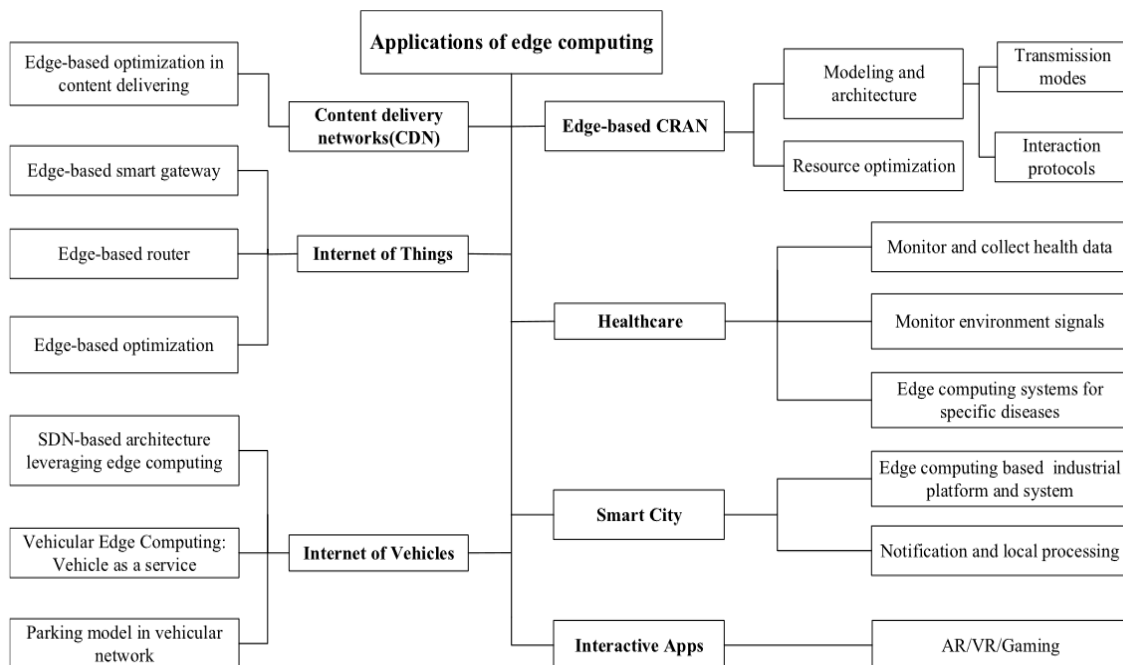 Applications of edge computing
Edge-based optimization in
content delivering
Content delivery
networks(CDN)
Edge-based smart gateway
Edge-based router
Internet of Things
Edge-based optimization
SDN-based architecture
leveraging edge computing
Vehicular Edge Computing:
Vehicle as a service
Internet of Vehicles
Parking model in vehicular
network
Edge-based CRAN
Modeling and
architecture
Transmission
modes
Interaction
protocols
Resource optimization
Healthcare
Monitor and collect health data
Monitor environment signals
Edge computing systems for
specific diseases
Smart City
Edge computing based  industrial
platform and system
Notification and local processing
Interactive Apps
AR/VR/Gaming